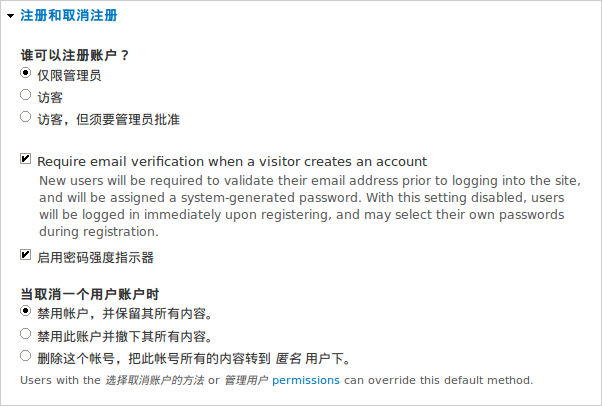 注册和取消注册
谁可以注册账户？
仅限管理员
访客
访客，但须要管理员批准
Require email verification when a visitor creates an account
New users will be required to validate their email address prior to logging into the site,
and will be assigned a system-generated password. With this setting disabled, users
will be logged in immediately upon registering, and may select their own passwords
during registration.
启用密码强度指示器
当取消一个用户账户时
禁用帐户，并保留其所有内容。
禁用此账户并撤下其所有内容。
删除这个帐号，把此帐号所有的内容转到 匿名 用户下。
Users with the 选择取消账户的方法 or 管理用户 permissions can override this default method.